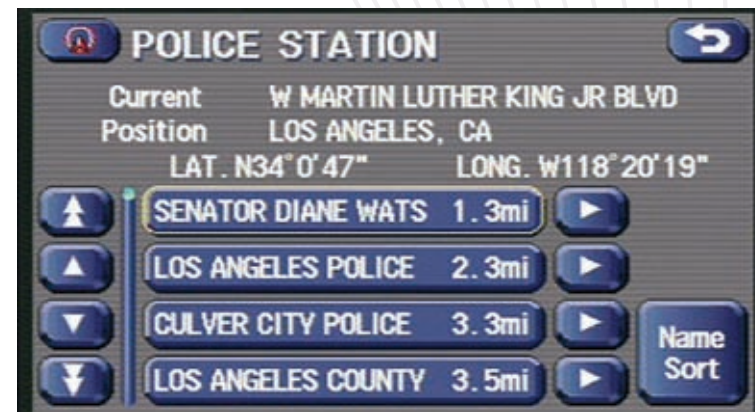 POLICE STATION
Current W MARTIN LUTHER KING JR BLVD
Position LOS ANGELES, CA
LAT. N34°0'47" LONG. W118°20'19"
SENATOR DIANE WATS 1.3mi
LOS ANGELES POLICE 2.3mi
CULVER CITY POLICE 3.3mi
LOS ANGELES COUNTY 3.5mi
Name
Sort